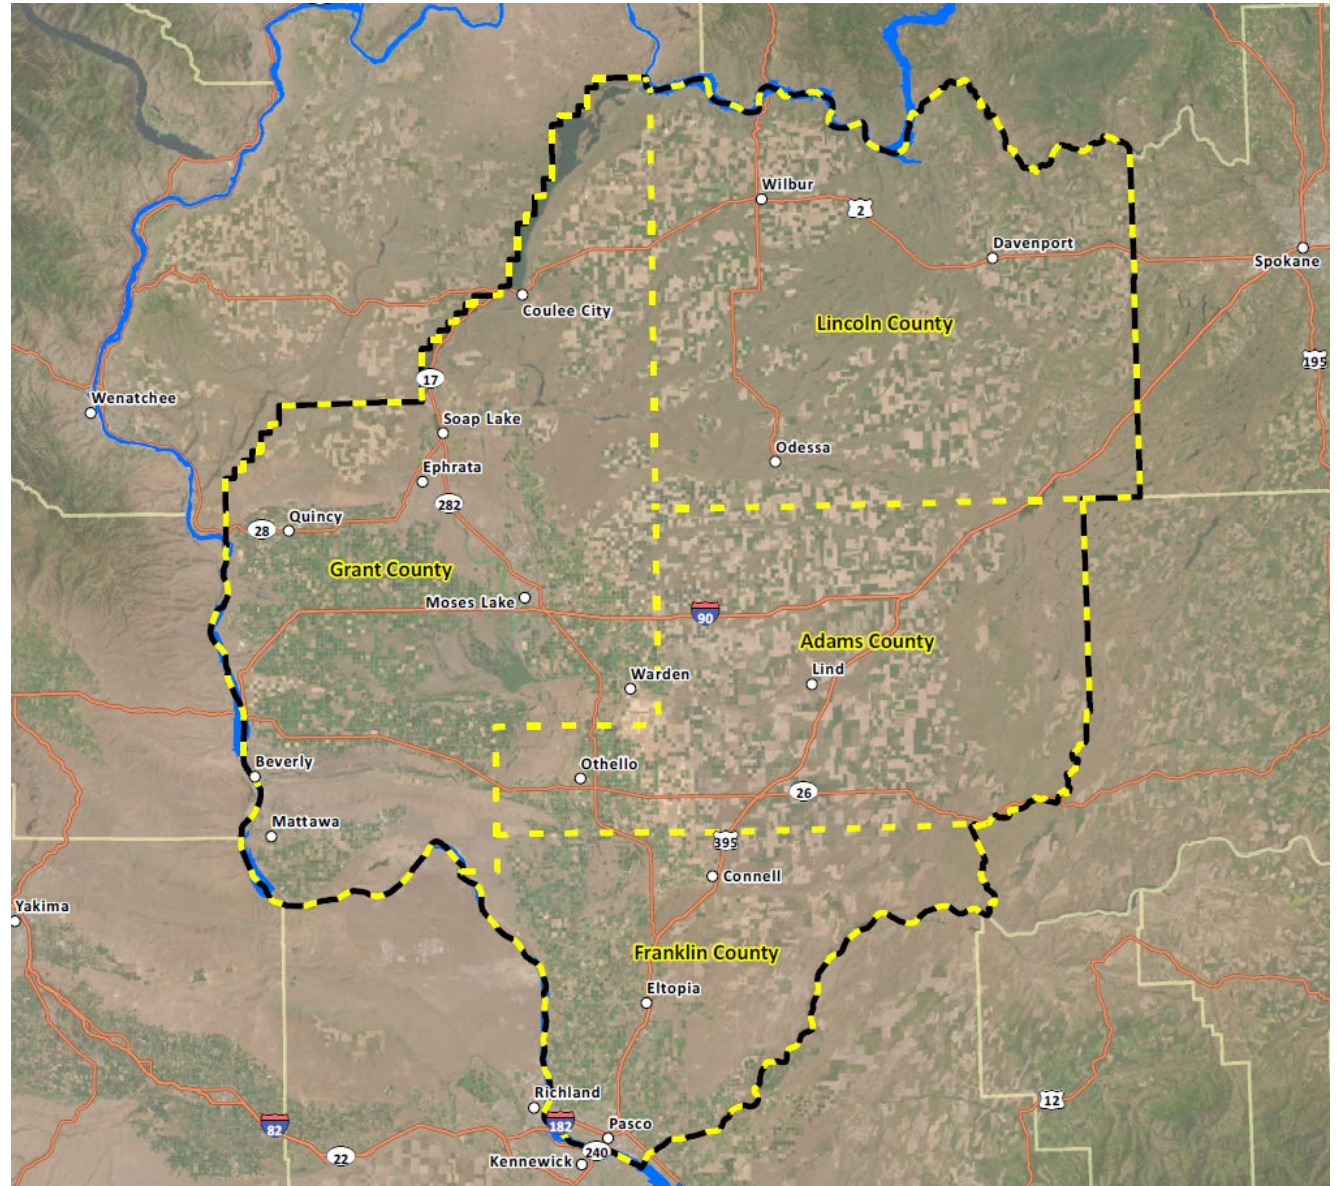 Wilbur
2
Davenport
Spokane
Coulee City
Lincoln County
195
17
Wenatchee
Soap Lake
Odessa
Ephrata
282
Quincy
28
Grant County
Moses Lake
90
Adams County
Lind
Warden
Beverly
Othello
26
Mattawa
395
Connell
Yakima
Franklin County
Eltopia
Richland
12
182
82
Pasco
240
22
Kennewick